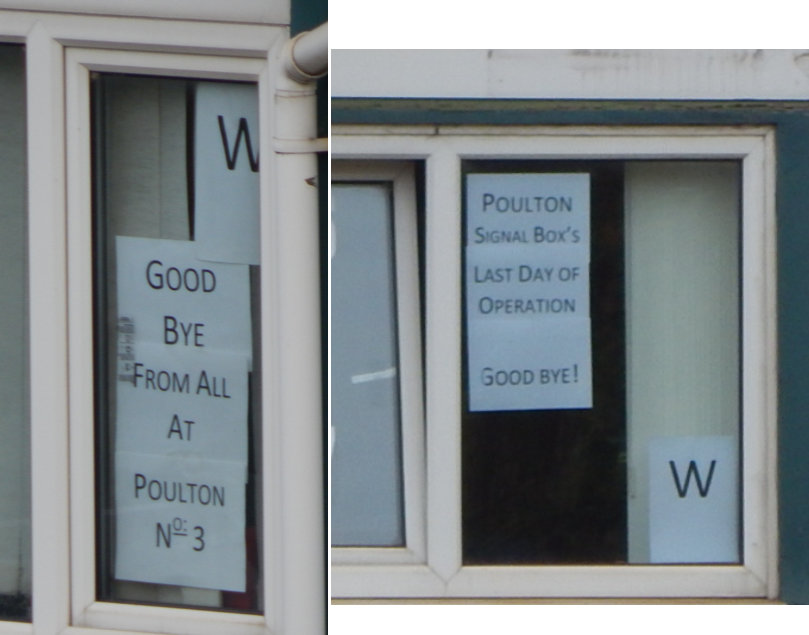 W
GOOD
BYE
FROM ALL
AT
POULTON
Nº: 3
POULTON
SIGNAL BOX'S
LAST DAY OF
OPERATION
GOOD BYE!
W